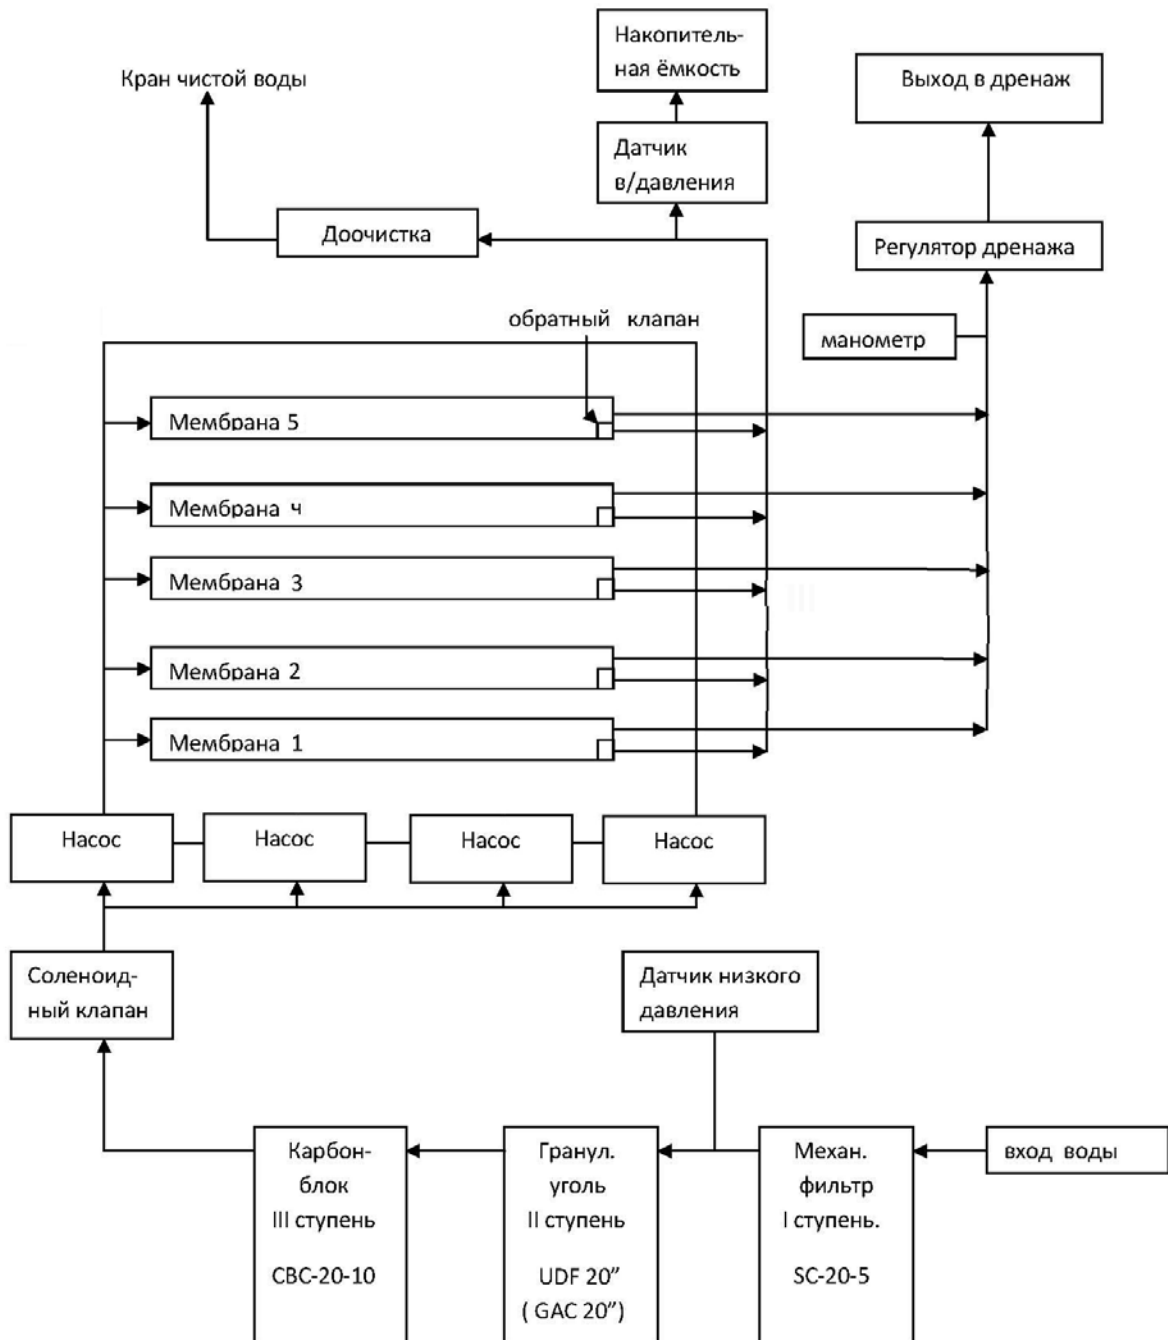 Накопитель-
ная ёмкость
Кран чистой воды
Выход в дренаж
Датчик
в/давления
Доочистка
Регулятор дренажа
обратный клапан
манометр
Мембрана 5
Мембрана ч
Мембрана 3
Мембрана 2
Мембрана 1
Насос
Насос
Насос
Насос
Соленоид-
ный клапан
Датчик низкого
давления
Карбон-
блок
III ступень
CBC-20-10
Гранул.
уголь
II ступень
UDF 20”
( GAC 20”)
Механ.
фильтр
I ступень.
SC-20-5
вход воды